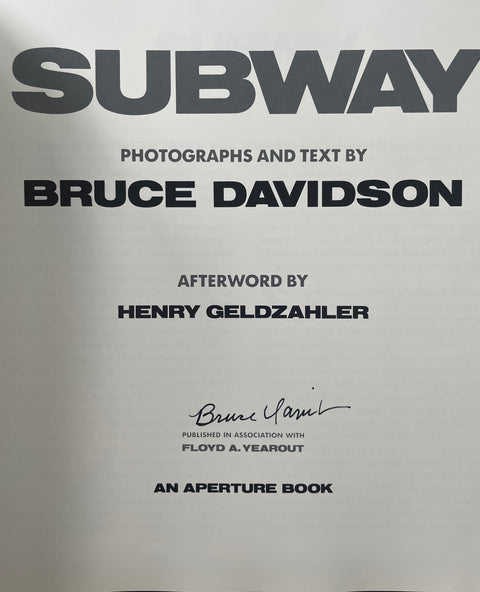 SUBWAY
PHOTOGRAPHS AND TEXT BY
BRUCE DAVIDSON
AFTERWORD BY
HENRY GELDZAHLER
Bruce
PUBLISHED IN ASSOCIATION WITH
FLOYD A. YEAROUT
AN APERTURE BOOK